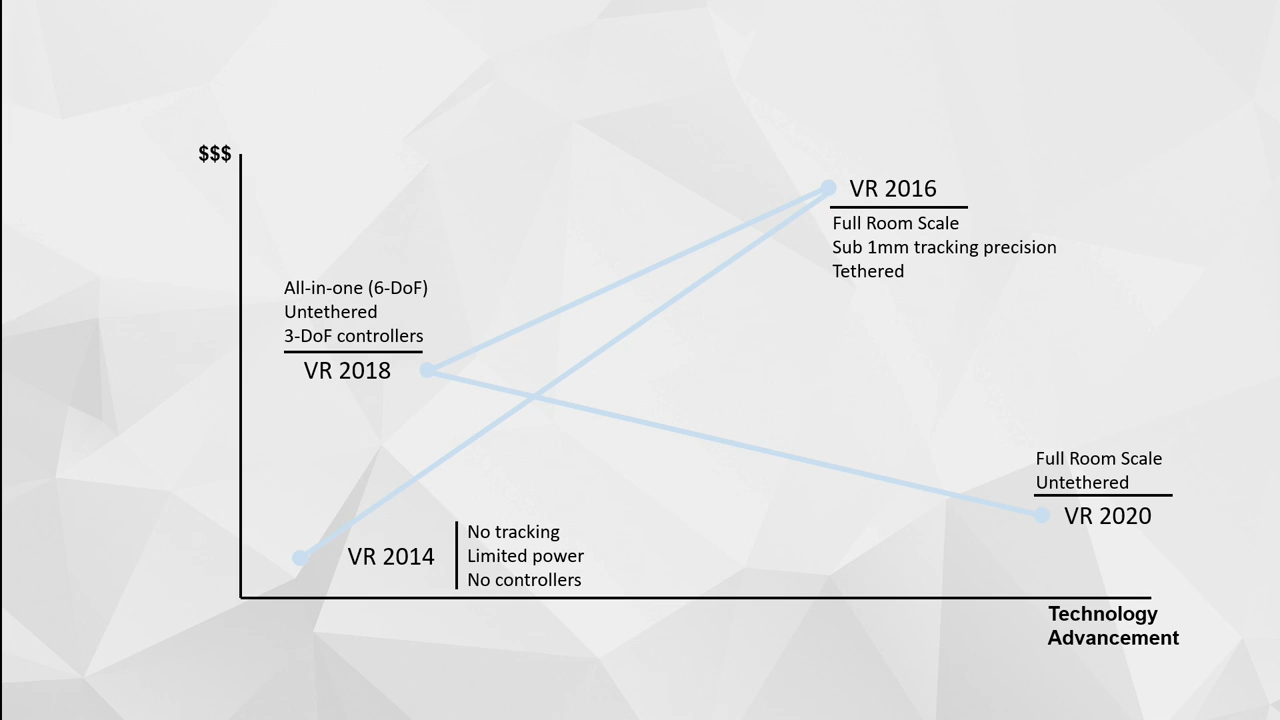 $$$
VR 2016
Full Room Scale
Sub 1mm tracking precision
Tethered
All-in-one (6-DoF)
Untethered
3-DoF controllers
VR 2018
Full Room Scale
Untethered
VR 2020
VR 2014
No tracking
Limited power
No controllers
Technology
Advancement